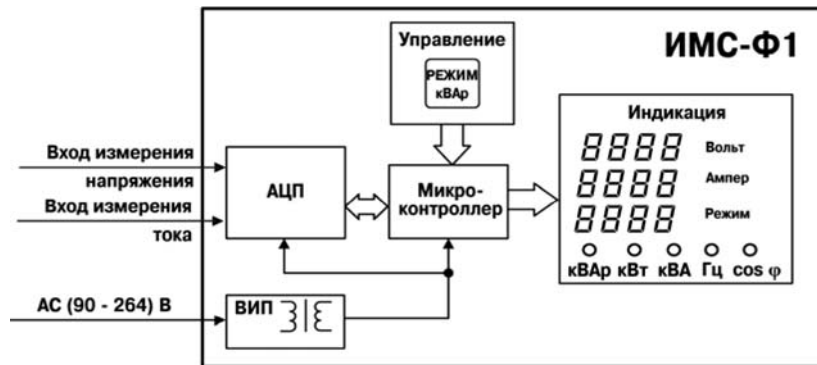 ИМС-Ф1
Управление
РЕЖИМ
кВАр
Вход измерения
напряжения
Вход измерения
тока
АЦП
Микро-
контроллер
Индикация
8888 Вольт
8888 Ампер
8888 Режим
кВАр кВт кВА Гц cos φ
АС (90 - 264) В
ВИП